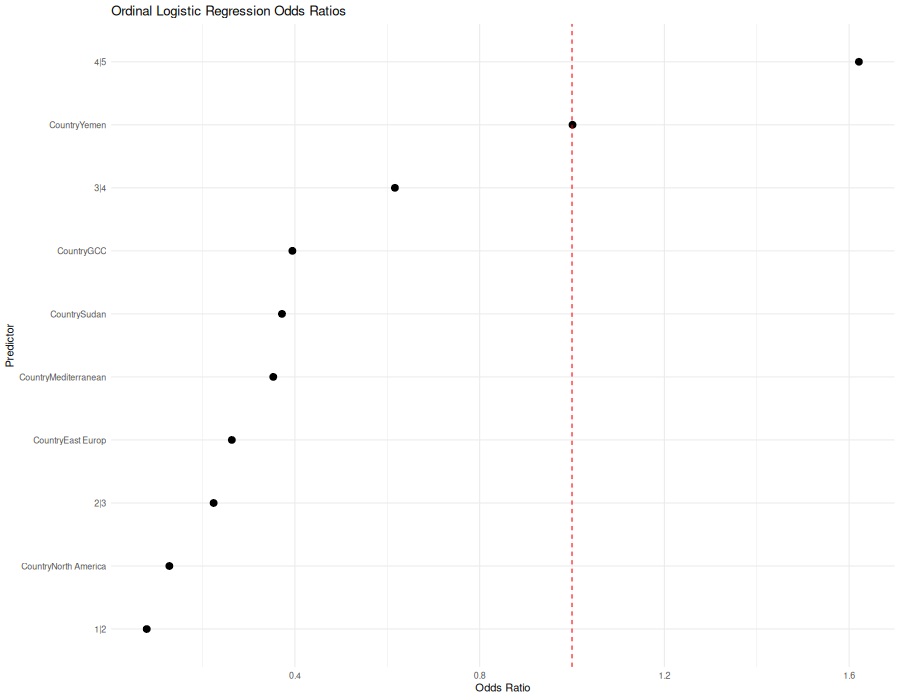 Ordinal Logistic Regression Odds Ratios
4|5
CountryYemen
3|4
CountryGCC
CountrySudan
CountryMediterranean
CountryEast Europ
2|3
CountryNorth America
1|2
Predictor
0.4
0.8
1.2
1.6
Odds Ratio